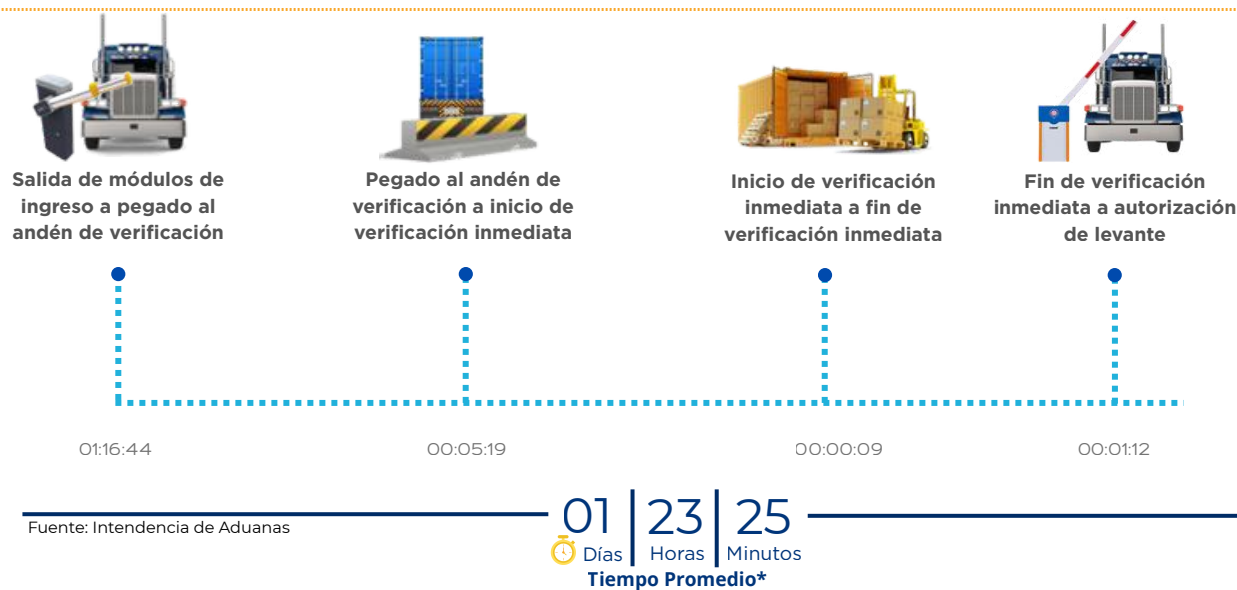 Salida de módulos de
ingreso a pegado al
andén de verificación
Pegado al andén de
verificación a inicio de
verificación inmediata
Inicio de verificación
inmediata a fin de
verificación inmediata
Fin de verificación
inmediata a autorización
de levante
01:16:44
00:05:19
00:00:09
00:01:12
Fuente: Intendencia de Aduanas
01 23 25
Días Horas Minutos
Tiempo Promedio*